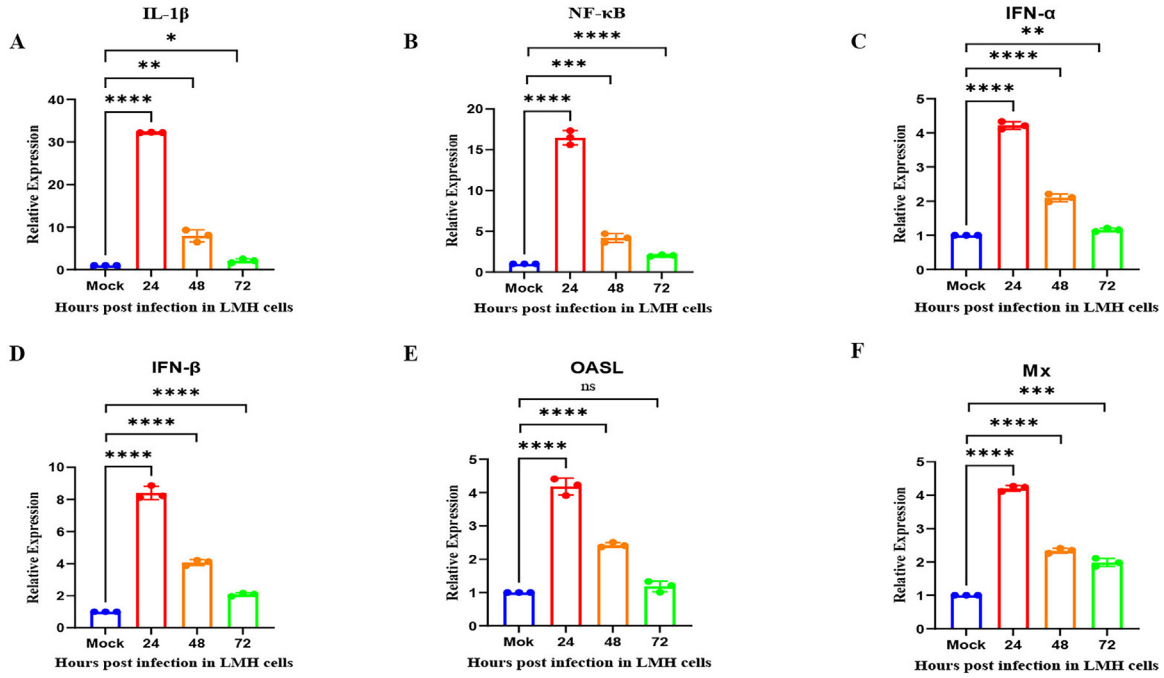 A
IL-1β
*
**
****
40
30
20
10
0
Relative Expression
Mock 24 48 72
Hours post infection in LMH cells
B
NF-κB
****
***
****
20
15
10
5
0
Relative Expression
Mock 24 48 72
Hours post infection in LMH cells
C
IFN-α
**
****
****
5
4
3
2
1
0
Relative Expression
Mock 24 48 72
Hours post infection in LMH cells
D
IFN-β
****
****
****
10
8
6
4
2
0
Relative Expression
Mock 24 48 72
Hours post infection in LMH cells
E
OASL
ns
****
****
5
4
3
2
1
0
Relative Expression
Mok 24 48 72
Hours post infection in LMH cells
F
Mx
***
****
****
5
4
3
2
1
0
Relative Expression
Mock 24 48 72
Hours post infection in LMH cells